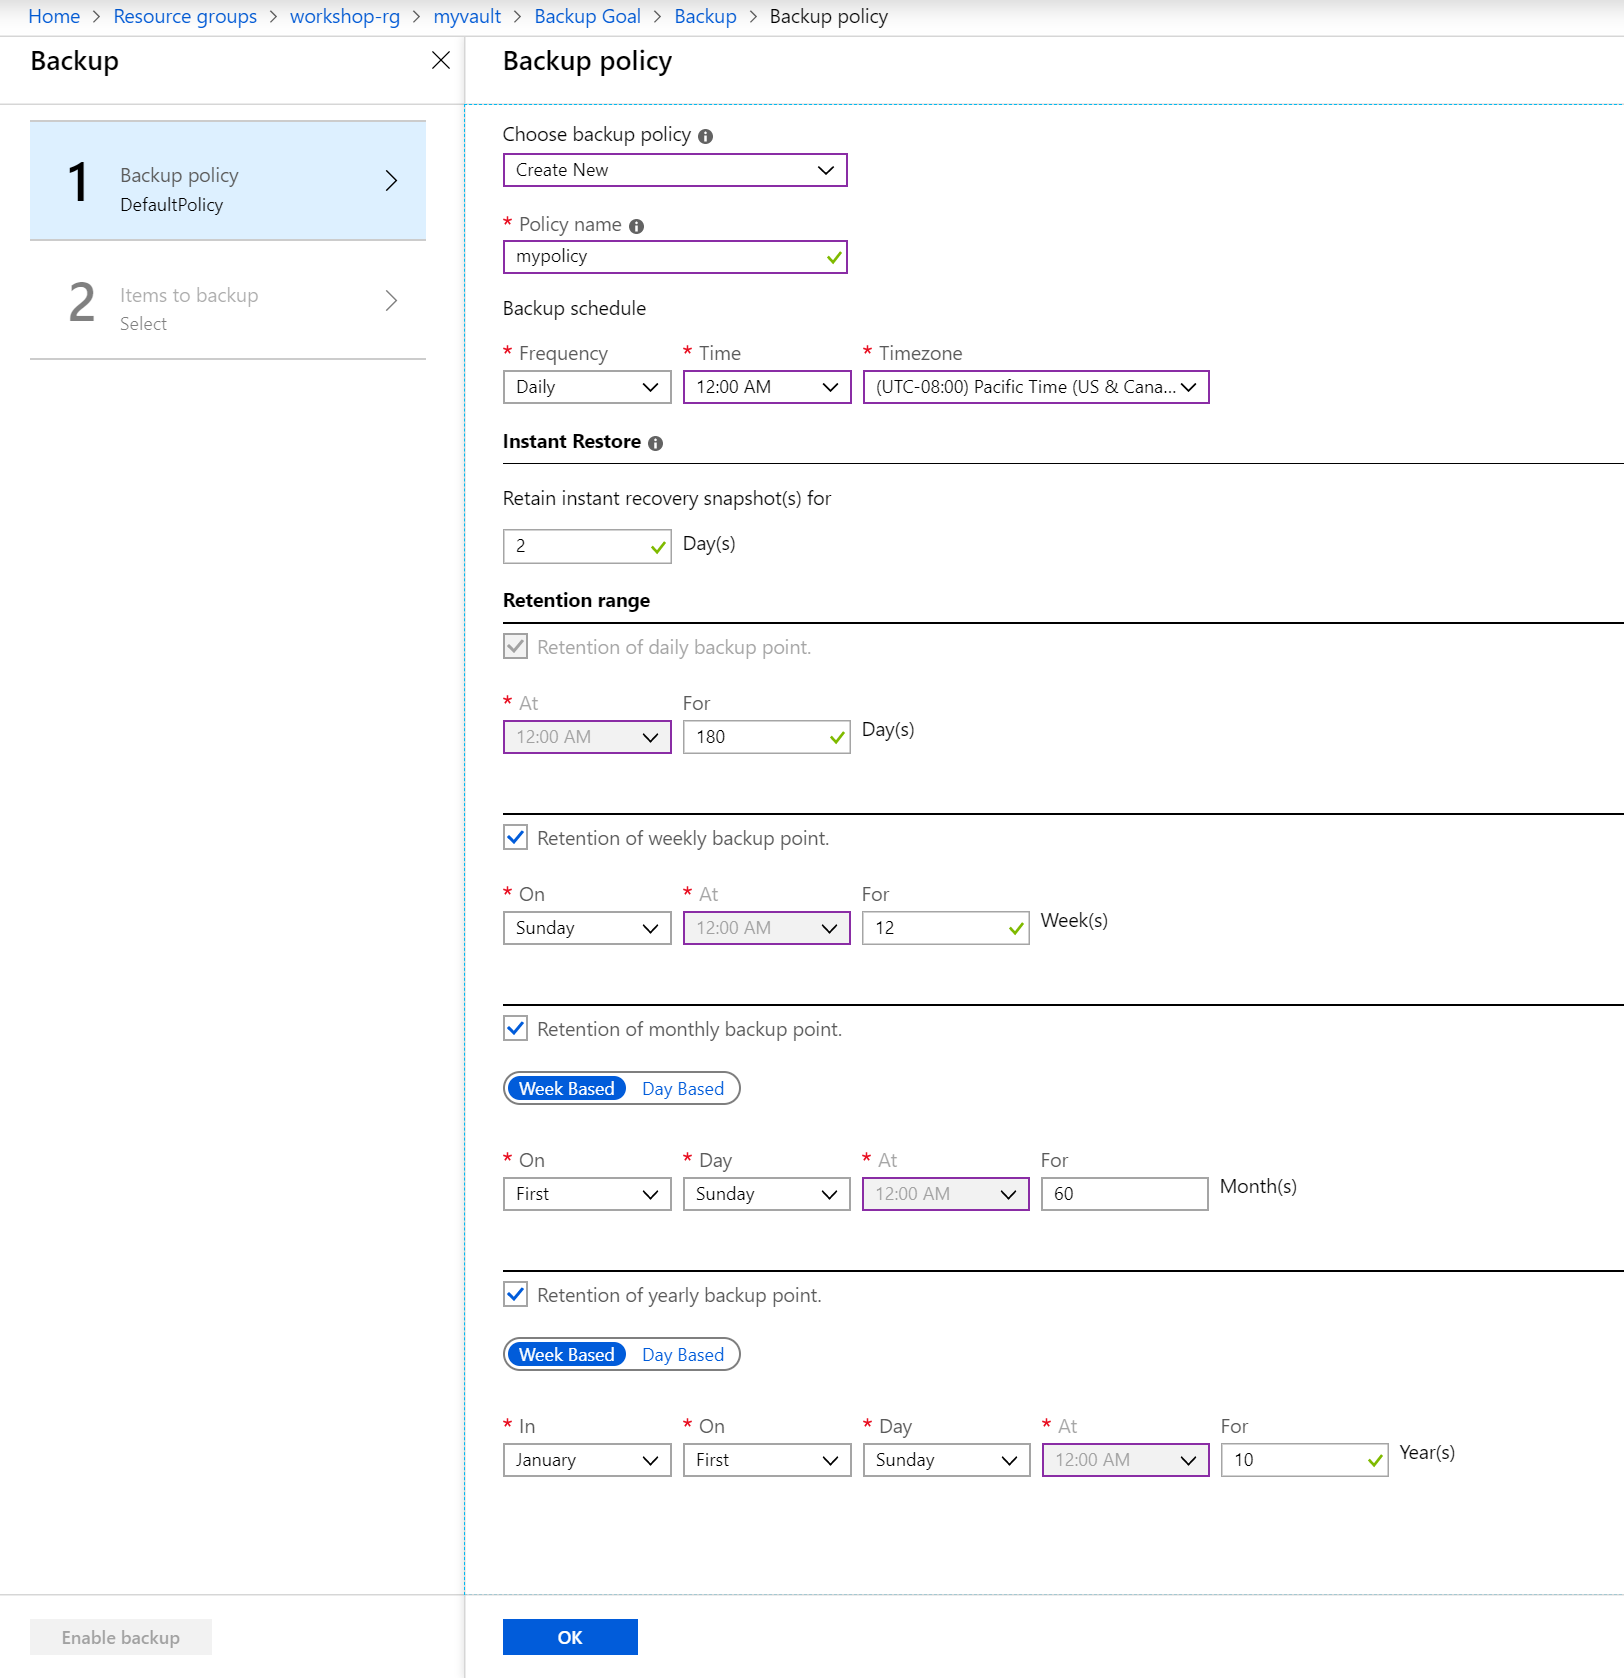 Home > Resource groups > workshop-rg > myvault > Backup Goal > Backup > Backup policy
Backup
1
Backup policy
DefaultPolicy
2
Items to backup
Select
Enable backup
Backup policy
Choose backup policy
Create New
* Policy name
mypolicy
Backup schedule
* Frequency * Time * Timezone
Daily 12:00 AM (UTC-08:00) Pacific Time (US & Cana...
Instant Restore
Retain instant recovery snapshot(s) for
2 Day(s)
Retention range
Retention of daily backup point.
* At For
12:00 AM 180 Day(s)
Retention of weekly backup point.
* On * At For
Sunday 12:00 AM 12 Week(s)
Retention of monthly backup point.
Week Based Day Based
* On * Day * At For
First Sunday 12:00 AM 60 Month(s)
Retention of yearly backup point.
Week Based Day Based
* In * On * Day * At For
January First Sunday 12:00 AM 10 Year(s)
OK